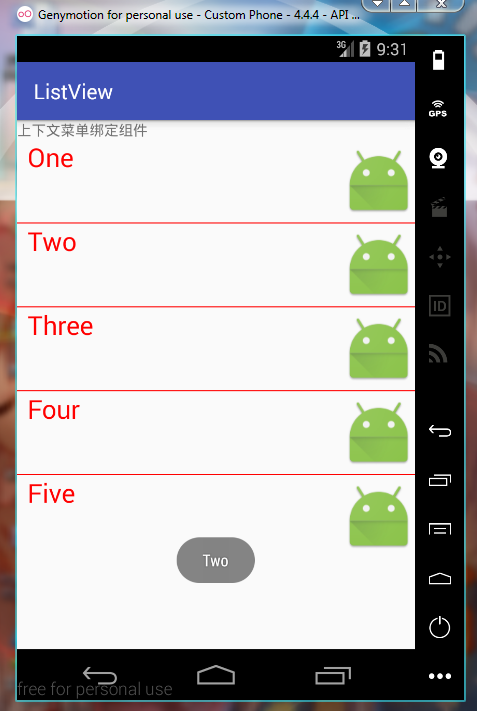 Genymotion for personal use - Custom Phone - 4.4.4 - API ...
3G 9:31
ListView
上下文菜单绑定组件
One
Two
Three
Four
Five
Two
GPS
ID
free for personal use